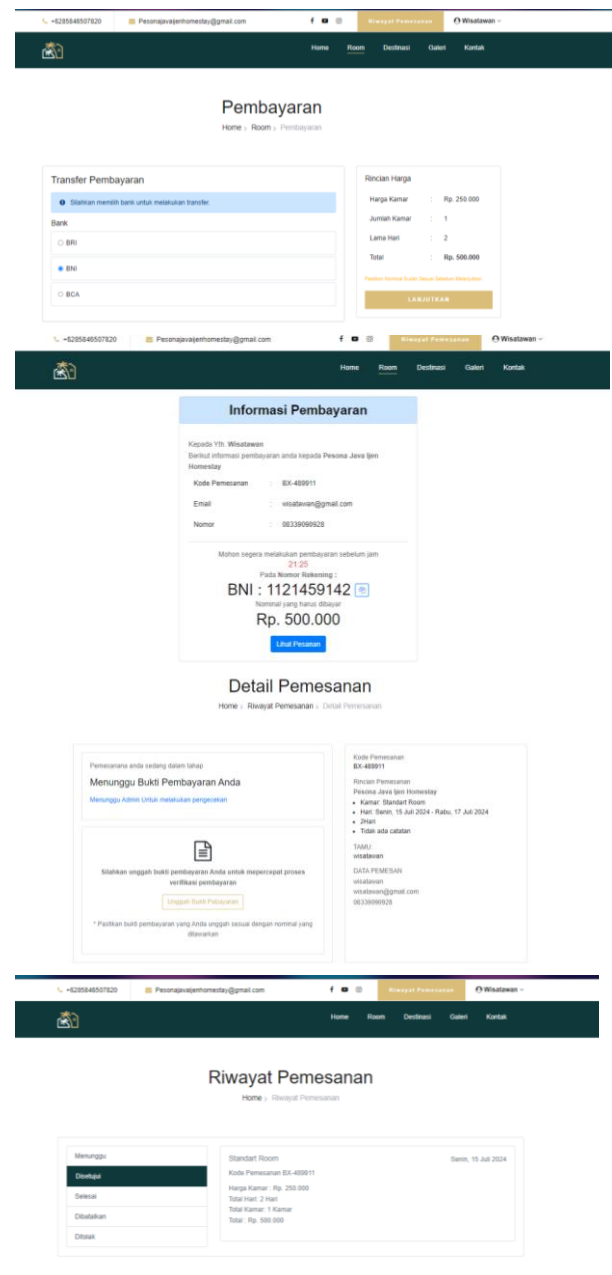 +6285846507820 Pesonajavaijenhomestay@gmail.com Riwayat Pemesanan Wisatawan
Home Room Destinasi Galeri Kontak
Pembayaran
Home Room Pembayaran
Transfer Pembayaran
Silahkan memilih bank untuk melakukan transfer.
Bank
BRI
BNI
BCA
Rincian Harga
Harga Kamar : Rp. 250.000
Jumlah Kamar : 1
Lama Hari : 2
Total : Rp. 500.000
Pastikan Nominal Sudah Sesuai Sebelum Melanjutkan
LANJUTKAN
+6285846507820 Pesonajavaijenhomestay@gmail.com Riwayat Pemesanan Wisatawan
Home Room Destinasi Galeri Kontak
Informasi Pembayaran
Kepada Yth. Wisatawan
Berikut informasi pembayaran anda kepada Pesona Java Ijen
Homestay
Kode Pemesanan : BX-489911
Email : wisatawan@gmail.com
Nomor : 08339090928
Mohon segera melakukan pembayaran sebelum jam
21:25
Pada Nomor Rekening :
BNI : 1121459142
Nominal yang harus dibayar
Rp. 500.000
Lihat Pesanan
Detail Pemesanan
Home Riwayat Pemesanan Detail Pemesanan
Pemesanana anda sedang dalam tahap
Menunggu Bukti Pembayaran Anda
Menunggu Admin Untuk melakukan pengecekan
Silahkan unggah bukti pembayaran Anda untuk mepercepat proses
verifikasi pembayaran
Unggah Bukti Pebayaran
* Pastikan bukti pembayaran yang Anda unggah sesuai dengan nominal yang
ditawarkan
Kode Pemesanan
BX-489911
Rincian Pemesanan
Pesona Java Ijen Homestay
• Kamar: Standart Room
• Hari: Senin, 15 Juli 2024 - Rabu, 17 Juli 2024
• 2Hari
• Tidak ada catatan
TAMU
wisatawan
DATA PEMESAN
wisatawan
wisatawan@gmail.com
08339090928
+6285846507820 Pesonajavaijenhomestay@gmail.com Riwayat Pemesanan Wisatawan
Home Room Destinasi Galeri Kontak
Riwayat Pemesanan
Home Riwayat Pemesanan
Menunggu
Disetujui
Selesai
Dibatalkan
Ditolak
Standart Room Senin, 15 Juli 2024
Kode Pemesanan BX-489911
Harga Kamar : Rp. 250.000
Total Hari: 2 Hari
Total Kamar: 1 Kamar
Total : Rp. 500.000